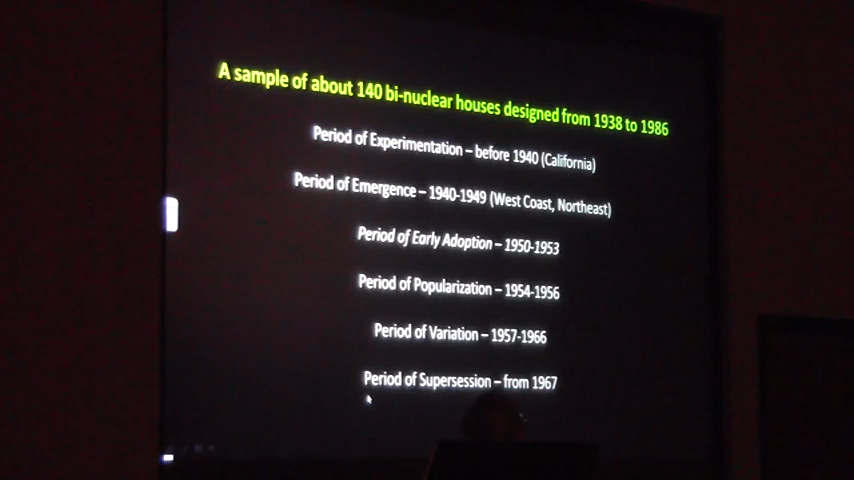 A sample of about 140 bi-nuclear houses designed from 1938 to 1986
Period of Experimentation – before 1940 (California)
Period of Emergence – 1940-1949 (West Coast, Northeast)
Period of Early Adoption – 1950-1953
Period of Popularization – 1954-1956
Period of Variation – 1957-1966
Period of Supersession – from 1967